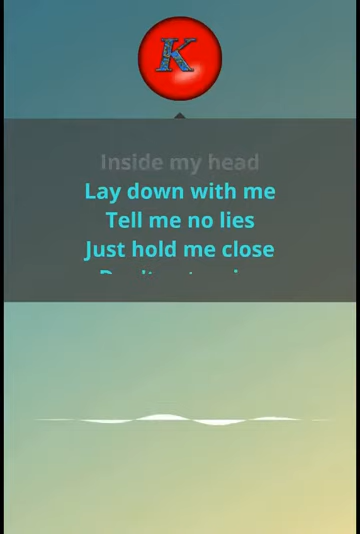 K
Inside my head
Lay down with me
Tell me no lies
Just hold me close